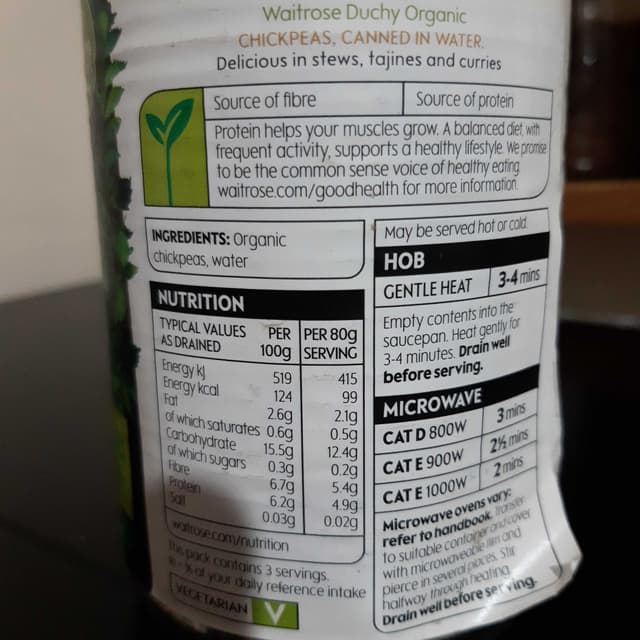 Waitrose Duchy Organic
CHICKPEAS, CANNED IN WATER.
Delicious in stews, tajines and curries
Source of fibre
Source of protein
Protein helps your muscles grow. A balanced diet, with
frequent activity, supports a healthy lifestyle. We promise
to be the common sense voice of healthy eating.
waitrose.com/goodhealth for more information.
INGREDIENTS: Organic
chickpeas, water
NUTRITION
TYPICAL VALUES AS DRAINED PER 100g PER 80g SERVING
Energy kJ 519 415
Energy kcal 124 99
Fat 2.6g 2.1g
of which saturates 0.6g 0.5g
Carbohydrate 15.5g 12.4g
of which sugars 0.3g 0.2g
Fibre 6.7g 5.4g
Protein 6.2g 4.9g
Salt 0.03g 0.02g
waitrose.com/nutrition
This pack contains 3 servings.
% of your daily reference intake
VEGETARIAN V
May be served hot or cold.
HOB
GENTLE HEAT 3-4 mins
Empty contents into the
saucepan. Heat gently for
3-4 minutes. Drain well
before serving.
MICROWAVE
CAT D 800W 3 mins
CAT E 900W 2½ mins
CAT E 1000W 2 mins
Microwave ovens vary:
refer to handbook. Transfer
to suitable container and cover
with microwaveable film and
pierce in several places. Stir
halfway through heating.
Drain well before serving.